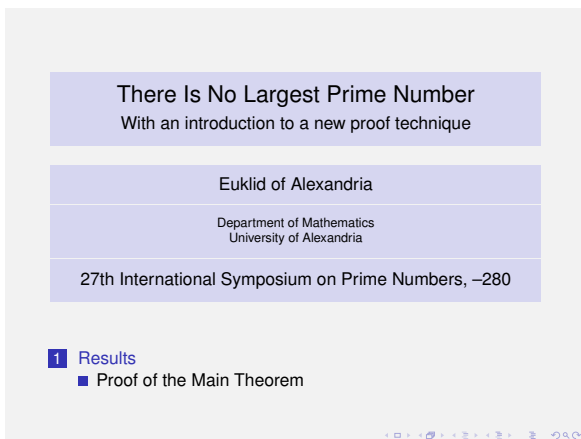 There Is No Largest Prime Number
With an introduction to a new proof technique
Euklid of Alexandria
Department of Mathematics
University of Alexandria
27th International Symposium on Prime Numbers, –280
1 Results
Proof of the Main Theorem